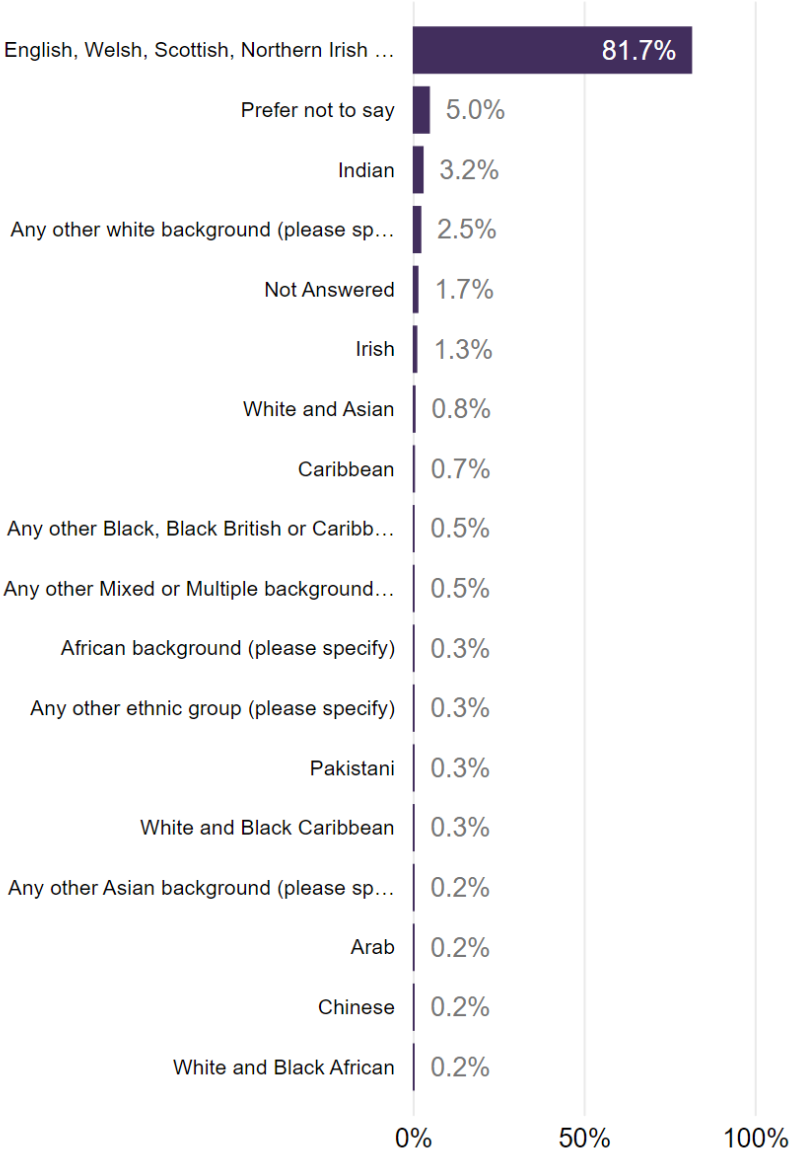 English, Welsh, Scottish, Northern Irish … 81.7%
Prefer not to say 5.0%
Indian 3.2%
Any other white background (please sp… 2.5%
Not Answered 1.7%
Irish 1.3%
White and Asian 0.8%
Caribbean 0.7%
Any other Black, Black British or Caribb… 0.5%
Any other Mixed or Multiple background… 0.5%
African background (please specify) 0.3%
Any other ethnic group (please specify) 0.3%
Pakistani 0.3%
White and Black Caribbean 0.3%
Any other Asian background (please sp… 0.2%
Arab 0.2%
Chinese 0.2%
White and Black African 0.2%
0% 50% 100%